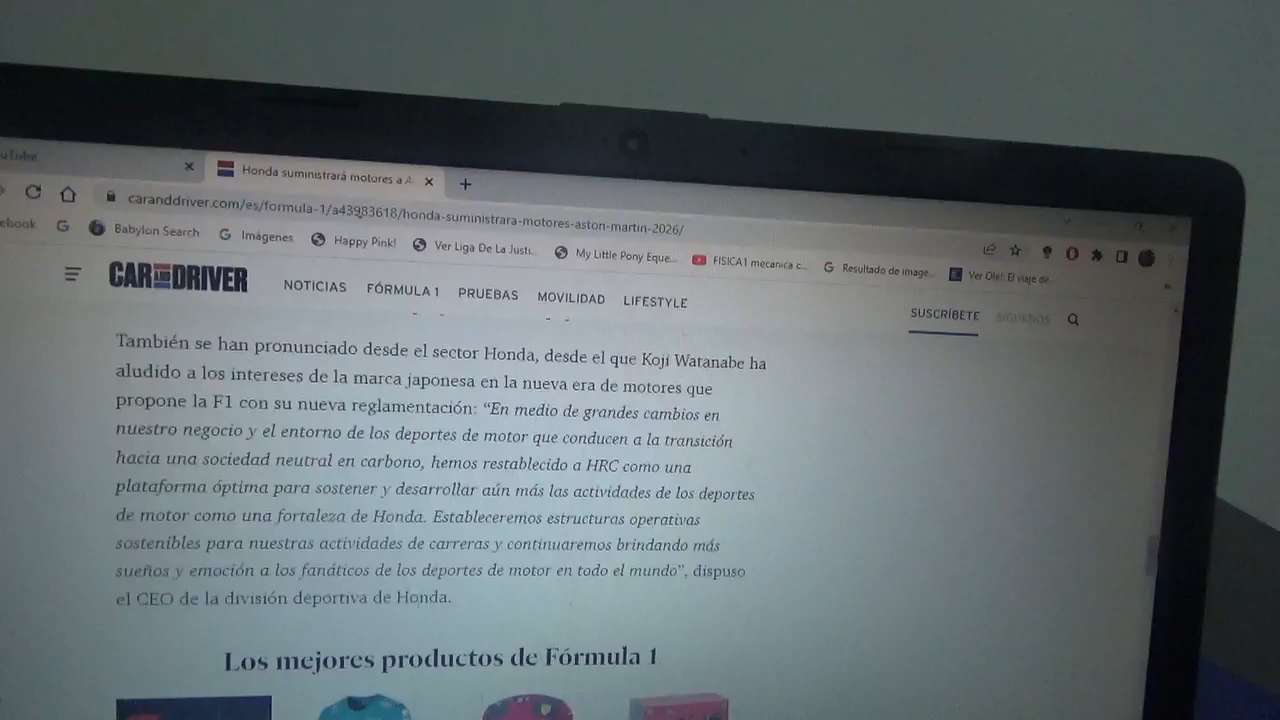 uTube
Honda suministrará motores a A
caranddriver.com/es/formula-1/a43983618/honda-suministrara-motores-aston-martin-2026/
ebook
Babylon Search
Imágenes
Happy Pink!
Ver Liga De La Justi...
My Little Pony Eque...
FISICA1 mecanica c...
Resultado de image...
Ver Ole!: El viaje de...
CAR AND DRIVER
NOTICIAS FÓRMULA 1 PRUEBAS MOVILIDAD LIFESTYLE
SUSCRÍBETE SÍGUENOS
También se han pronunciado desde el sector Honda, desde el que Koji Watanabe ha
aludido a los intereses de la marca japonesa en la nueva era de motores que
propone la F1 con su nueva reglamentación: “En medio de grandes cambios en
nuestro negocio y el entorno de los deportes de motor que conducen a la transición
hacia una sociedad neutral en carbono, hemos restablecido a HRC como una
plataforma óptima para sostener y desarrollar aún más las actividades de los deportes
de motor como una fortaleza de Honda. Estableceremos estructuras operativas
sostenibles para nuestras actividades de carreras y continuaremos brindando más
sueños y emoción a los fanáticos de los deportes de motor en todo el mundo”, dispuso
el CEO de la división deportiva de Honda.
Los mejores productos de Fórmula 1